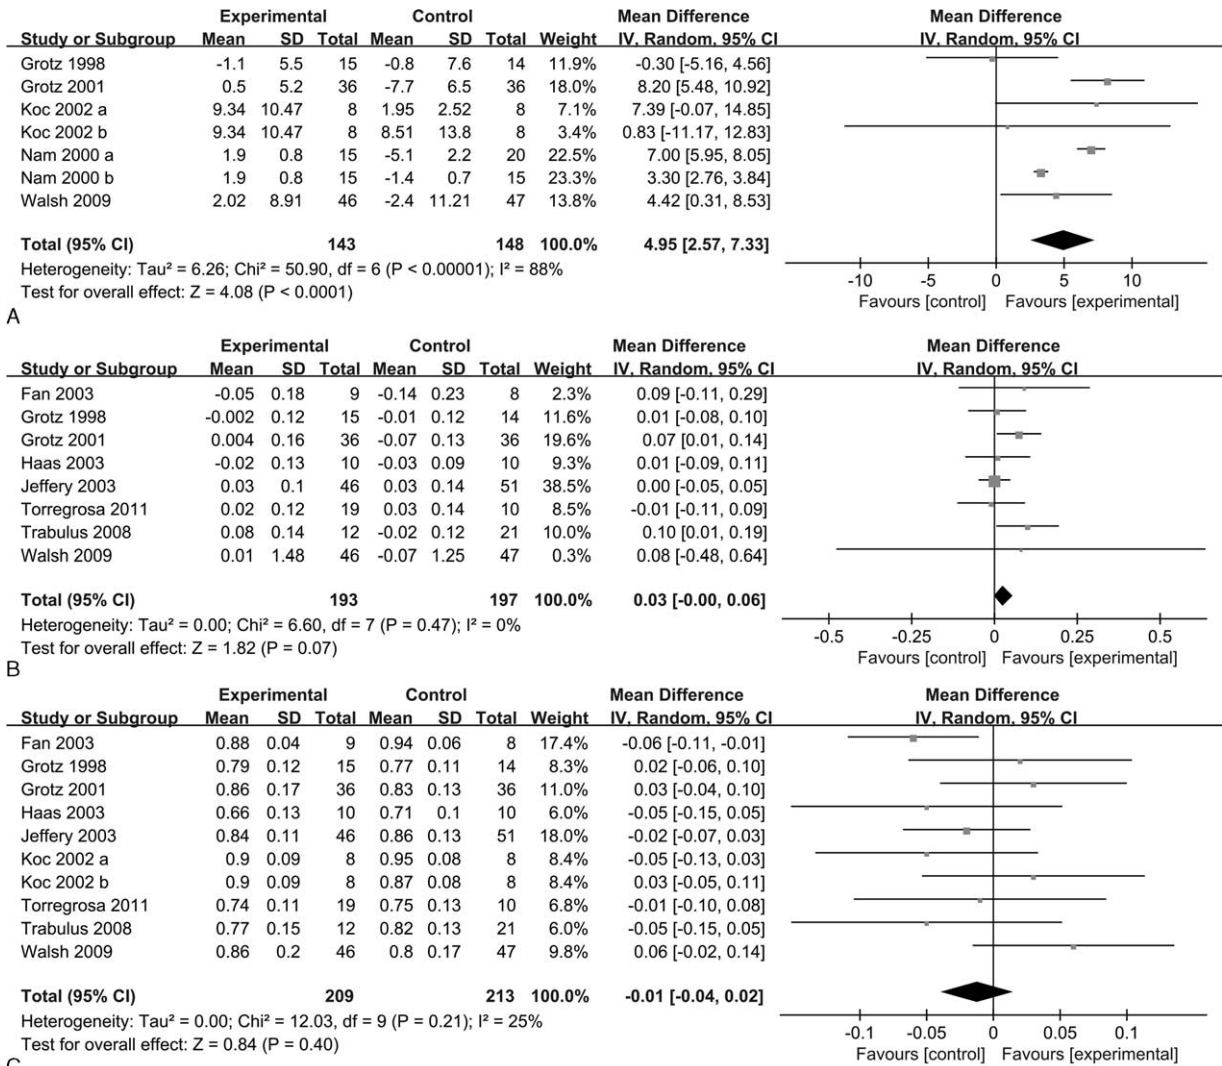 Experimental Control Mean Difference Mean Difference
Study or Subgroup Mean SD Total Mean SD Total Weight IV, Random, 95% CI IV, Random, 95% CI
Grotz 1998 -1.1 5.5 15 -0.8 7.6 14 11.9% -0.30 [-5.16, 4.56]
Grotz 2001 0.5 5.2 36 -7.7 6.5 36 18.0% 8.20 [5.48, 10.92]
Koc 2002 a 9.34 10.47 8 1.95 2.52 8 7.1% 7.39 [-0.07, 14.85]
Koc 2002 b 9.34 10.47 8 8.51 13.8 8 3.4% 0.83 [-11.17, 12.83]
Nam 2000 a 1.9 0.8 15 -5.1 2.2 20 22.5% 7.00 [5.95, 8.05]
Nam 2000 b 1.9 0.8 15 -1.4 0.7 15 23.3% 3.30 [2.76, 3.84]
Walsh 2009 2.02 8.91 46 -2.4 11.21 47 13.8% 4.42 [0.31, 8.53]
Total (95% CI) 143 148 100.0% 4.95 [2.57, 7.33]
Heterogeneity: Tau² = 6.26; Chi² = 50.90, df = 6 (P < 0.00001); I² = 88%
Test for overall effect: Z = 4.08 (P < 0.0001)
-10 -5 0 5 10
Favours [control] Favours [experimental]
A
Experimental Control Mean Difference Mean Difference
Study or Subgroup Mean SD Total Mean SD Total Weight IV, Random, 95% CI IV, Random, 95% CI
Fan 2003 -0.05 0.18 9 -0.14 0.23 8 2.3% 0.09 [-0.11, 0.29]
Grotz 1998 -0.002 0.12 15 -0.01 0.12 14 11.6% 0.01 [-0.08, 0.10]
Grotz 2001 0.004 0.16 36 -0.07 0.13 36 19.6% 0.07 [0.01, 0.14]
Haas 2003 -0.02 0.13 10 -0.03 0.09 10 9.3% 0.01 [-0.09, 0.11]
Jeffery 2003 0.03 0.1 46 0.03 0.14 51 38.5% 0.00 [-0.05, 0.05]
Torregrosa 2011 0.02 0.12 19 0.03 0.14 10 8.5% -0.01 [-0.11, 0.09]
Trabulus 2008 0.08 0.14 12 -0.02 0.12 21 10.0% 0.10 [0.01, 0.19]
Walsh 2009 0.01 1.48 46 -0.07 1.25 47 0.3% 0.08 [-0.48, 0.64]
Total (95% CI) 193 197 100.0% 0.03 [-0.00, 0.06]
Heterogeneity: Tau² = 0.00; Chi² = 6.60, df = 7 (P = 0.47); I² = 0%
Test for overall effect: Z = 1.82 (P = 0.07)
-0.5 -0.25 0 0.25 0.5
Favours [control] Favours [experimental]
B
Experimental Control Mean Difference Mean Difference
Study or Subgroup Mean SD Total Mean SD Total Weight IV, Random, 95% CI IV, Random, 95% CI
Fan 2003 0.88 0.04 9 0.94 0.06 8 17.4% -0.06 [-0.11, -0.01]
Grotz 1998 0.79 0.12 15 0.77 0.11 14 8.3% 0.02 [-0.06, 0.10]
Grotz 2001 0.86 0.17 36 0.83 0.13 36 11.0% 0.03 [-0.04, 0.10]
Haas 2003 0.66 0.13 10 0.71 0.1 10 6.0% -0.05 [-0.15, 0.05]
Jeffery 2003 0.84 0.11 46 0.86 0.13 51 18.0% -0.02 [-0.07, 0.03]
Koc 2002 a 0.9 0.09 8 0.95 0.08 8 8.4% -0.05 [-0.13, 0.03]
Koc 2002 b 0.9 0.09 8 0.87 0.08 8 8.4% 0.03 [-0.05, 0.11]
Torregrosa 2011 0.74 0.11 19 0.75 0.13 10 6.8% -0.01 [-0.10, 0.08]
Trabulus 2008 0.77 0.15 12 0.82 0.13 21 6.0% -0.05 [-0.15, 0.05]
Walsh 2009 0.86 0.2 46 0.8 0.17 47 9.8% 0.06 [-0.02, 0.14]
Total (95% CI) 209 213 100.0% -0.01 [-0.04, 0.02]
Heterogeneity: Tau² = 0.00; Chi² = 12.03, df = 9 (P = 0.21); I² = 25%
Test for overall effect: Z = 0.84 (P = 0.40)
-0.1 -0.05 0 0.05 0.1
Favours [control] Favours [experimental]
C